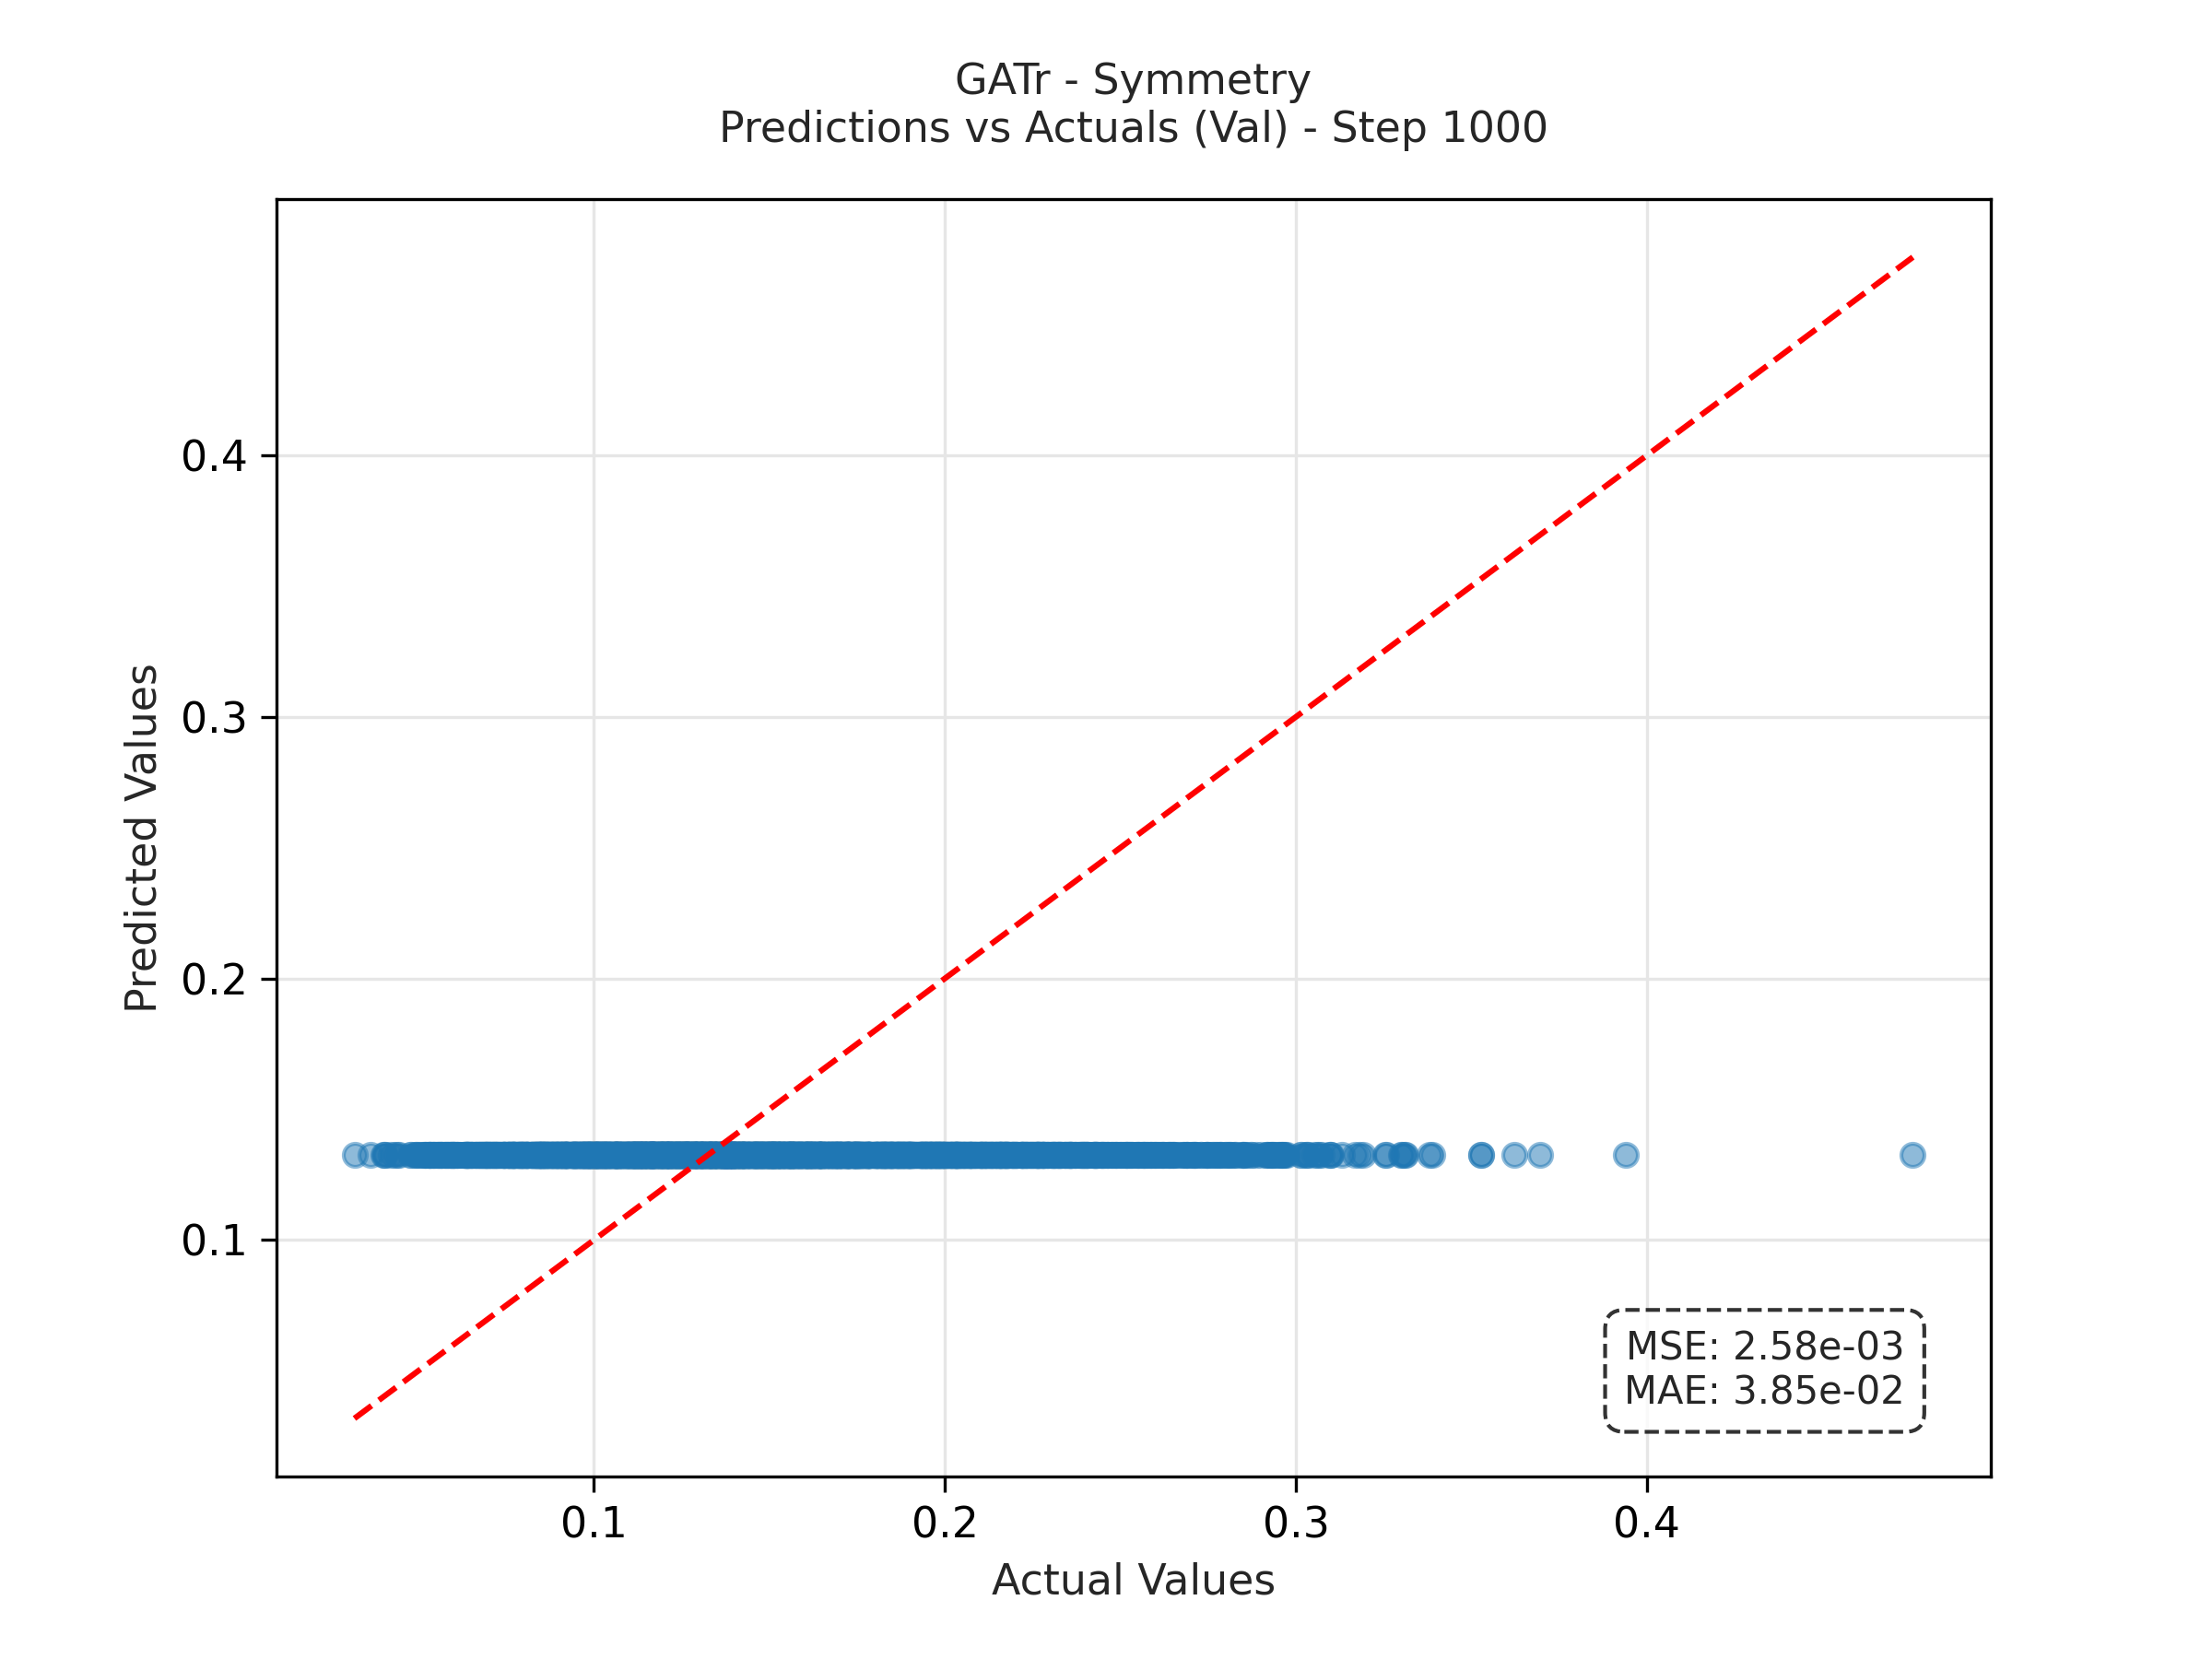 GATr - Symmetry
Predictions vs Actuals (Val) - Step 1000
Predicted Values
0.4
0.3
0.2
0.1
MSE: 2.58e-03
MAE: 3.85e-02
0.1 0.2 0.3 0.4
Actual Values